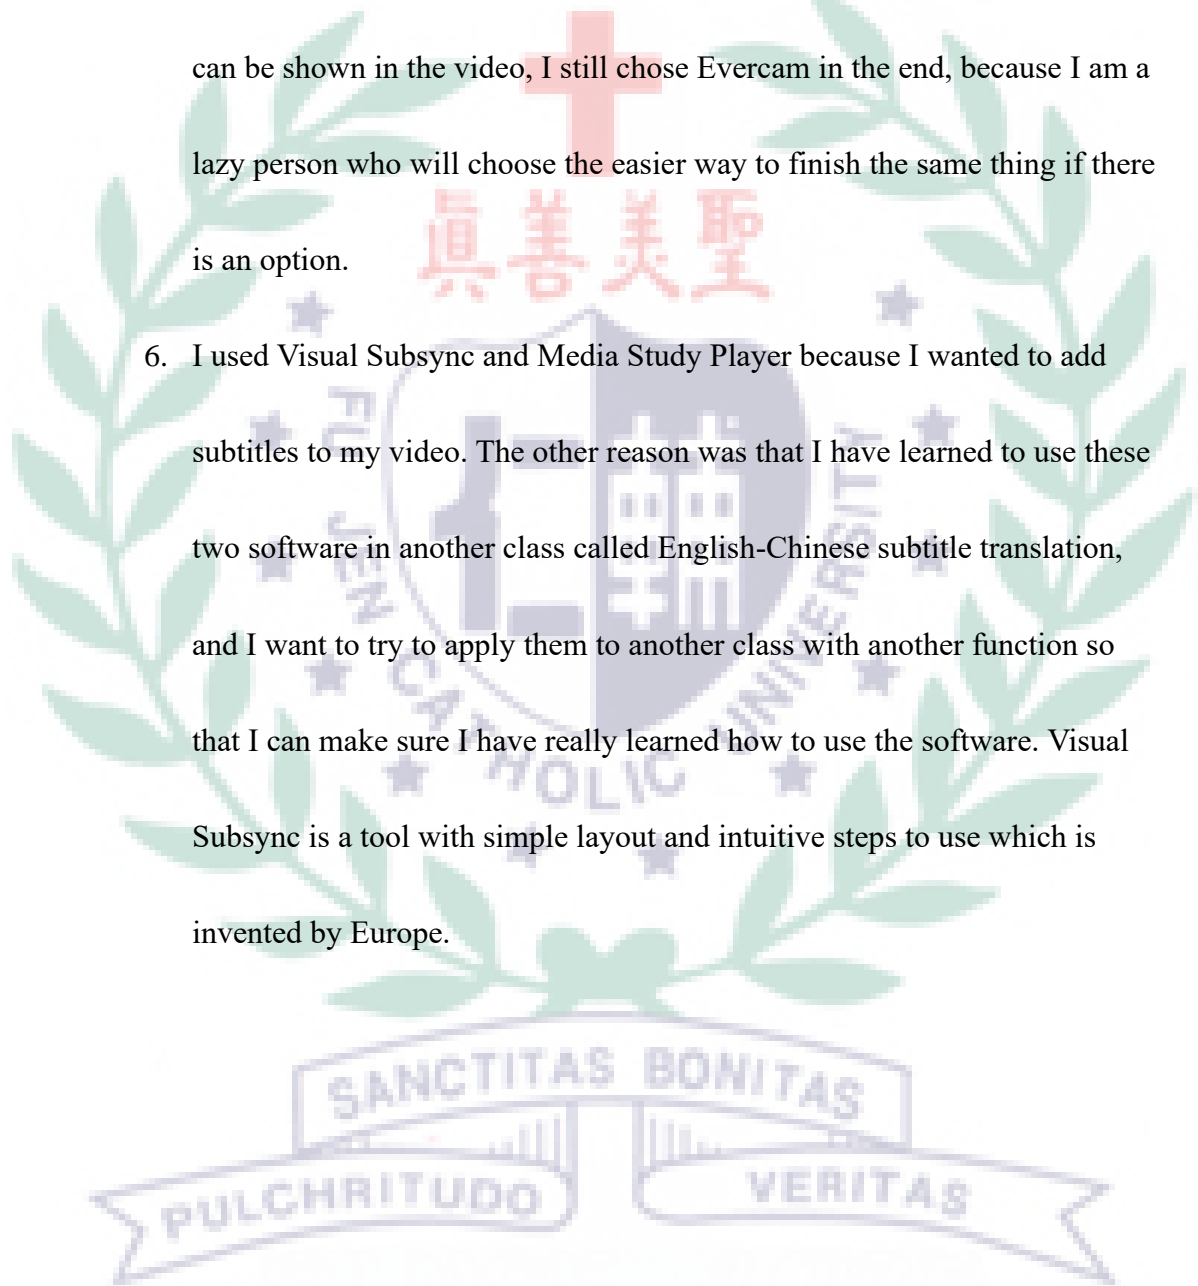 can be shown in the video, I still chose Evercam in the end, because I am a
lazy person who will choose the easier way to finish the same thing if there
is an option.
眞善美聖
6. I used Visual Subsync and Media Study Player because I wanted to add
subtitles to my video. The other reason was that I have learned to use these
two software in another class called English-Chinese subtitle translation,
and I want to try to apply them to another class with another function so
that I can make sure I have really learned how to use the software. Visual
Subsync is a tool with simple layout and intuitive steps to use which is
invented by Europe.
FU JEN CATHOLIC UNIVERSITY
SANCTITAS BONITAS
PULCHRITUDO VERITAS